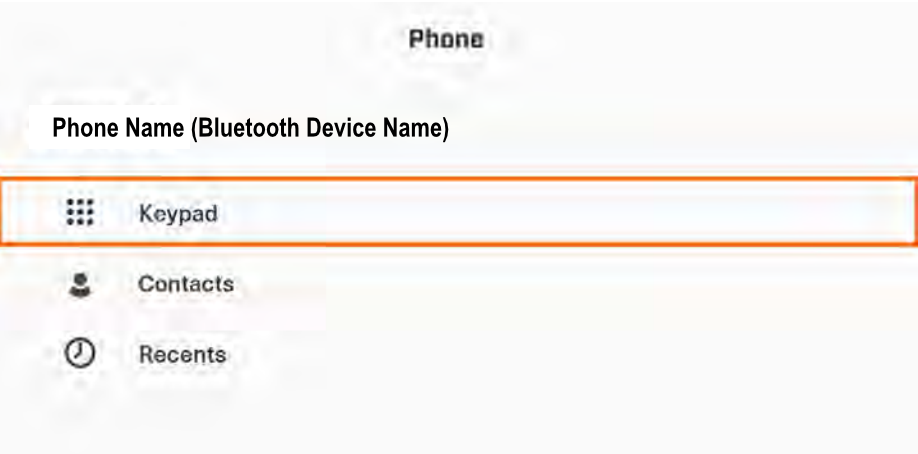 Phone
Phone Name (Bluetooth Device Name)
Keypad
Contacts
Recents